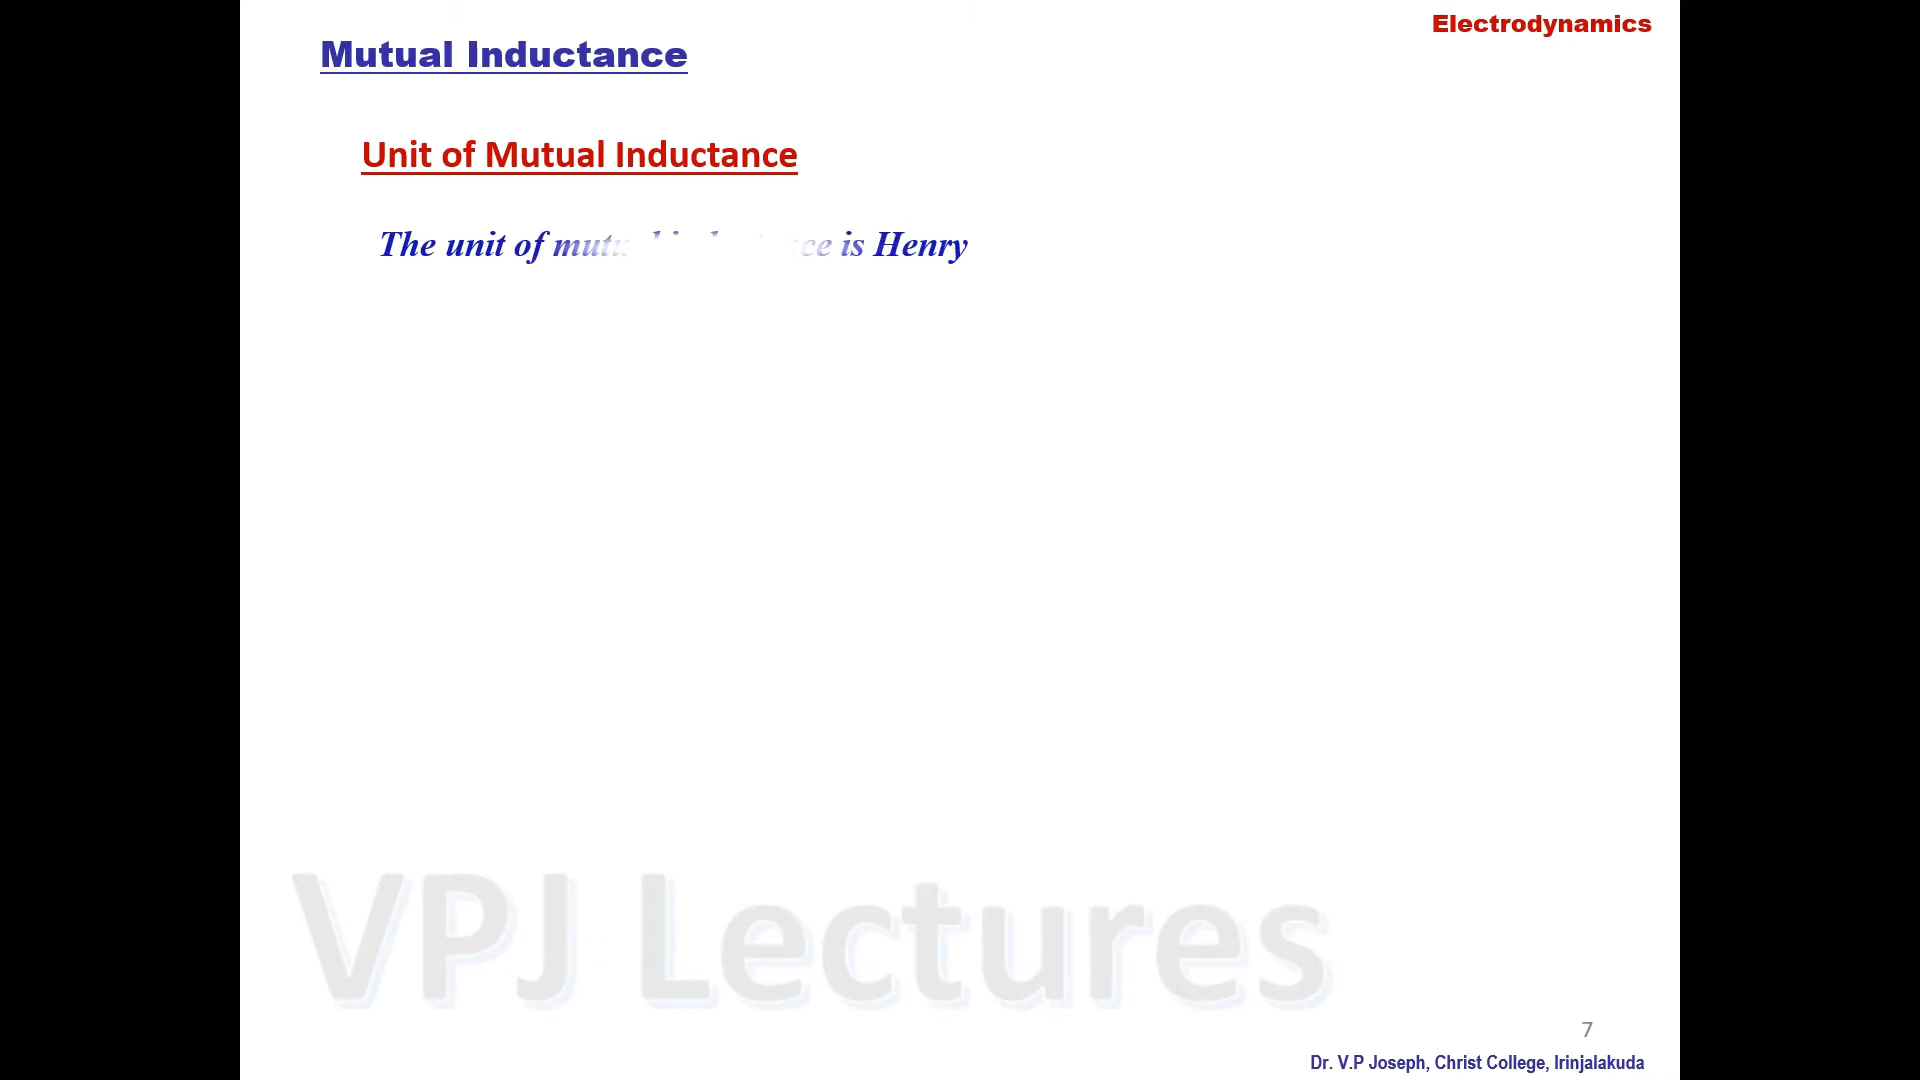 Electrodynamics
Mutual Inductance
Unit of Mutual Inductance
The unit of is Henry
VPJ Lectures
7
Dr. V.P Joseph, Christ College, Irinjalakuda